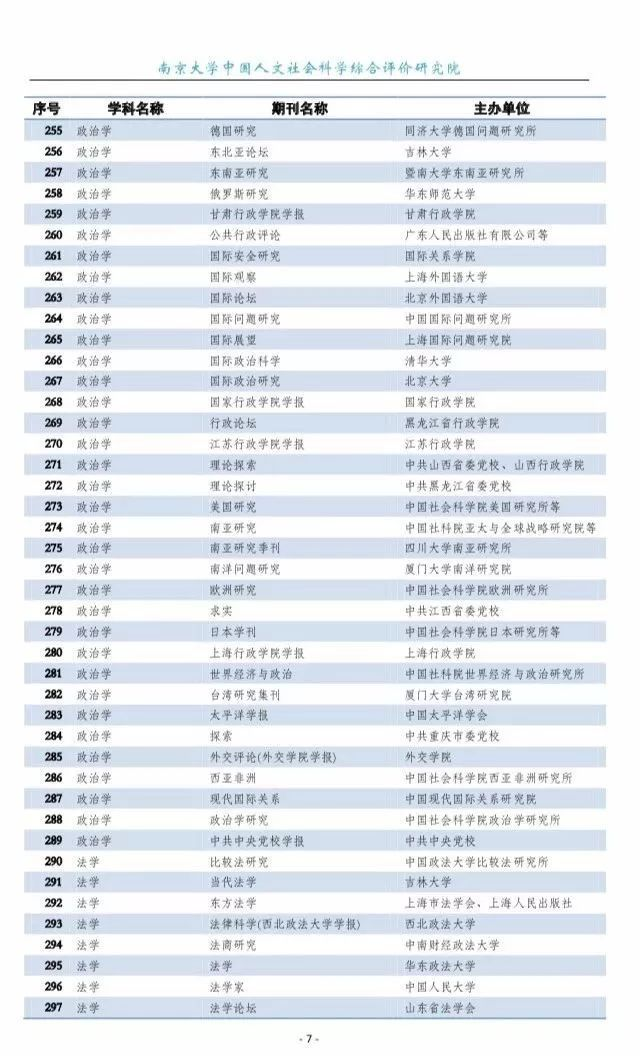 南京大学中国人文社会科学综合评价研究院
序号 学科名称 期刊名称 主办单位
255 政治学 德国研究 同济大学德国问题研究所
256 政治学 东北亚论坛 吉林大学
257 政治学 东南亚研究 暨南大学东南亚研究所
258 政治学 俄罗斯研究 华东师范大学
259 政治学 甘肃行政学院学报 甘肃行政学院
260 政治学 公共行政评论 广东人民出版社有限公司等
261 政治学 国际安全研究 国际关系学院
262 政治学 国际观察 上海外国语大学
263 政治学 国际论坛 北京外国语大学
264 政治学 国际问题研究 中国国际问题研究所
265 政治学 国际展望 上海国际问题研究院
266 政治学 国际政治科学 清华大学
267 政治学 国际政治研究 北京大学
268 政治学 国家行政学院学报 国家行政学院
269 政治学 行政论坛 黑龙江省行政学院
270 政治学 江苏行政学院学报 江苏行政学院
271 政治学 理论探索 中共山西省委党校、山西行政学院
272 政治学 理论探讨 中共黑龙江省委党校
273 政治学 美国研究 中国社会科学院美国研究所等
274 政治学 南亚研究 中国社科院亚太与全球战略研究院等
275 政治学 南亚研究季刊 四川大学南亚研究所
276 政治学 南洋问题研究 厦门大学南洋研究院
277 政治学 欧洲研究 中国社会科学院欧洲研究所
278 政治学 求实 中共江西省委党校
279 政治学 日本学刊 中国社会科学院日本研究所等
280 政治学 上海行政学院学报 上海行政学院
281 政治学 世界经济与政治 中国社科院世界经济与政治研究所
282 政治学 台湾研究集刊 厦门大学台湾研究院
283 政治学 太平洋学报 中国太平洋学会
284 政治学 探索 中共重庆市委党校
285 政治学 外交评论(外交学院学报) 外交学院
286 政治学 西亚非洲 中国社会科学院西亚非洲研究所
287 政治学 现代国际关系 中国现代国际关系研究院
288 政治学 政治学研究 中国社会科学院政治学研究所
289 政治学 中共中央党校学报 中共中央党校
290 法学 比较法研究 中国政法大学比较法研究所
291 法学 当代法学 吉林大学
292 法学 东方法学 上海市法学会、上海人民出版社
293 法学 法律科学(西北政法大学学报) 西北政法大学
294 法学 法商研究 中南财经政法大学
295 法学 法学 华东政法大学
296 法学 法学家 中国人民大学
297 法学 法学论坛 山东省法学会
- 7 -